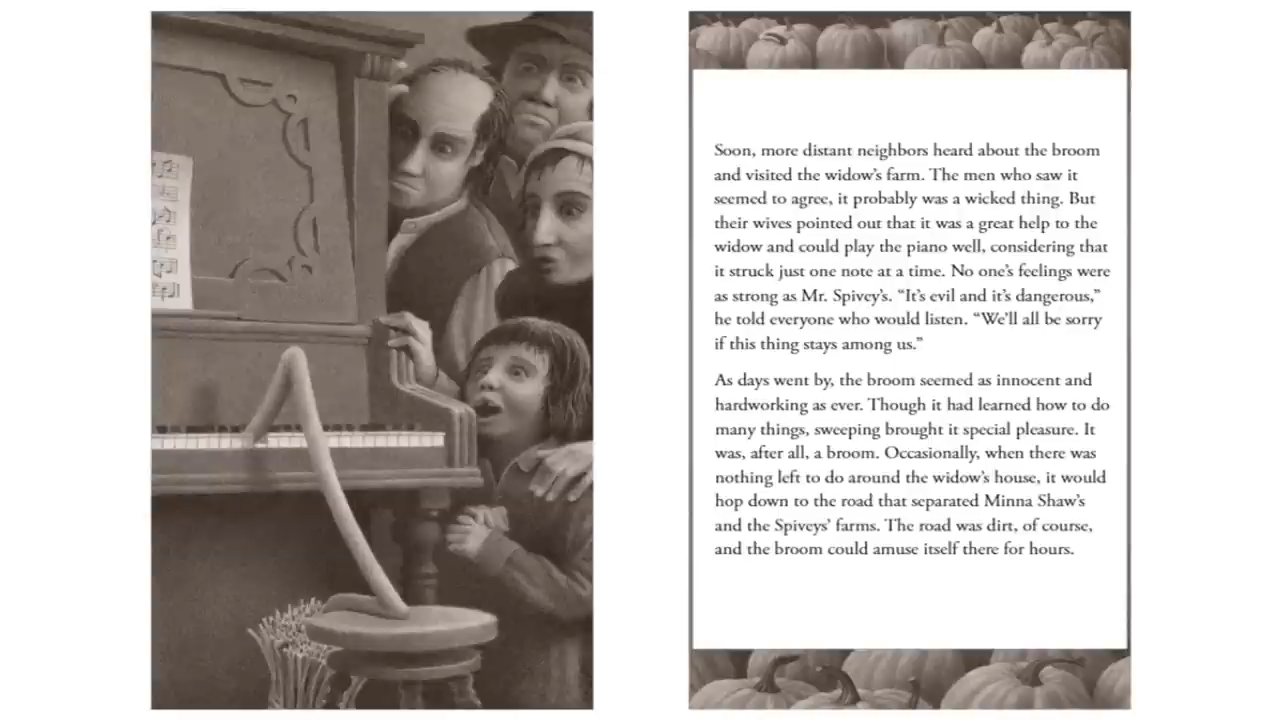 Soon, more distant neighbors heard about the broom
and visited the widow’s farm. The men who saw it
seemed to agree, it probably was a wicked thing. But
their wives pointed out that it was a great help to the
widow and could play the piano well, considering that
it struck just one note at a time. No one’s feelings were
as strong as Mr. Spivey’s. “It’s evil and it’s dangerous,”
he told everyone who would listen. “We’ll all be sorry
if this thing stays among us.”
As days went by, the broom seemed as innocent and
hardworking as ever. Though it had learned how to do
many things, sweeping brought it special pleasure. It
was, after all, a broom. Occasionally, when there was
nothing left to do around the widow’s house, it would
hop down to the road that separated Minna Shaw’s
and the Spiveys’ farms. The road was dirt, of course,
and the broom could amuse itself there for hours.